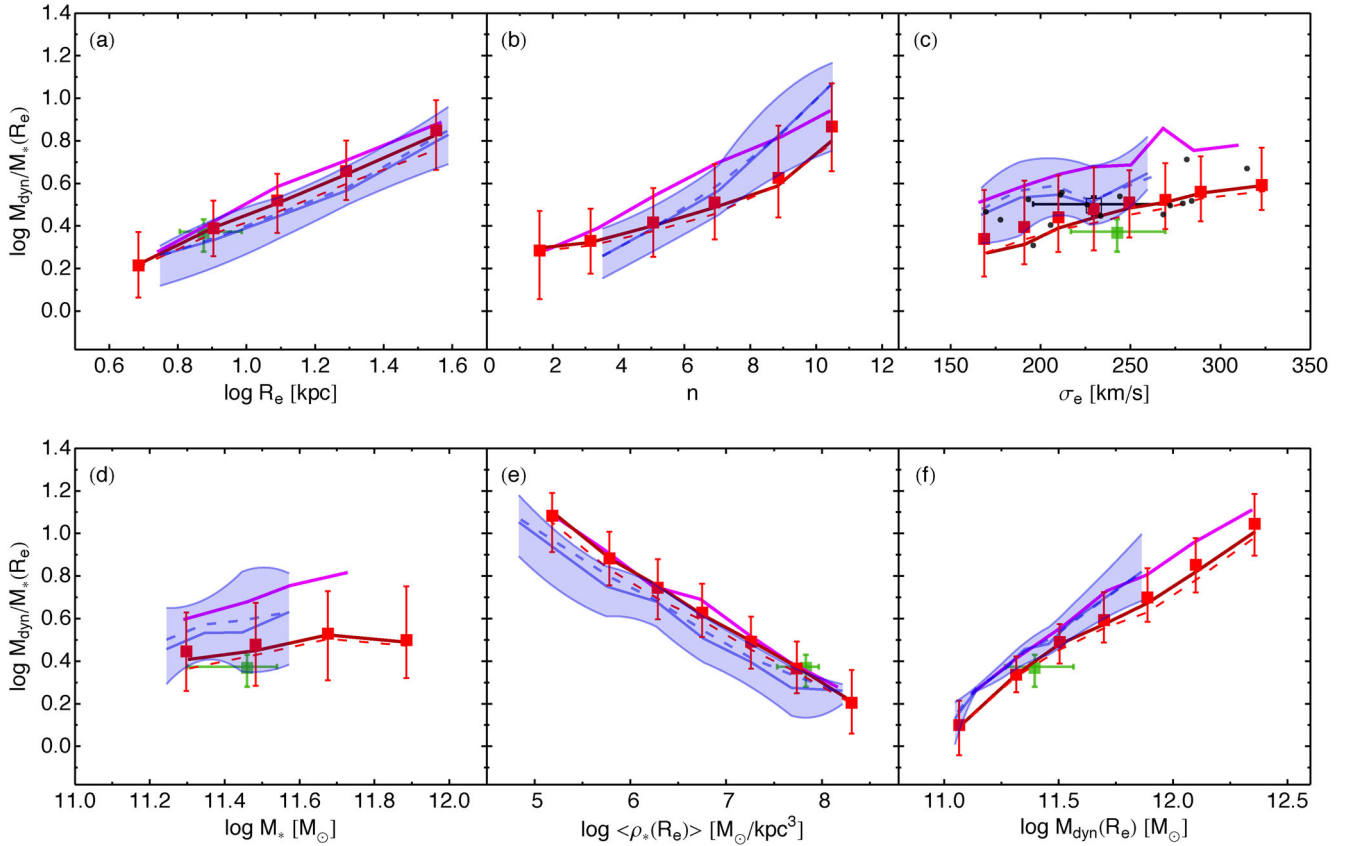 1.4
1.2
1.0
0.8
0.6
0.4
0.2
0.0
log M_dyn/M_*(R_e)
(a)
(b)
(c)
0.6 0.8 1.0 1.2 1.4 1.6
0 2 4 6 8 10 12
150 200 250 300 350
log R_e [kpc]
n
σ_e [km/s]
1.4
1.2
1.0
0.8
0.6
0.4
0.2
0.0
log M_dyn/M_*(R_e)
(d)
(e)
(f)
11.0 11.2 11.4 11.6 11.8 12.0
5 6 7 8
11.0 11.5 12.0 12.5
log M_* [M_⊙]
log <ρ_*(R_e)> [M_⊙/kpc³]
log M_dyn(R_e) [M_⊙]